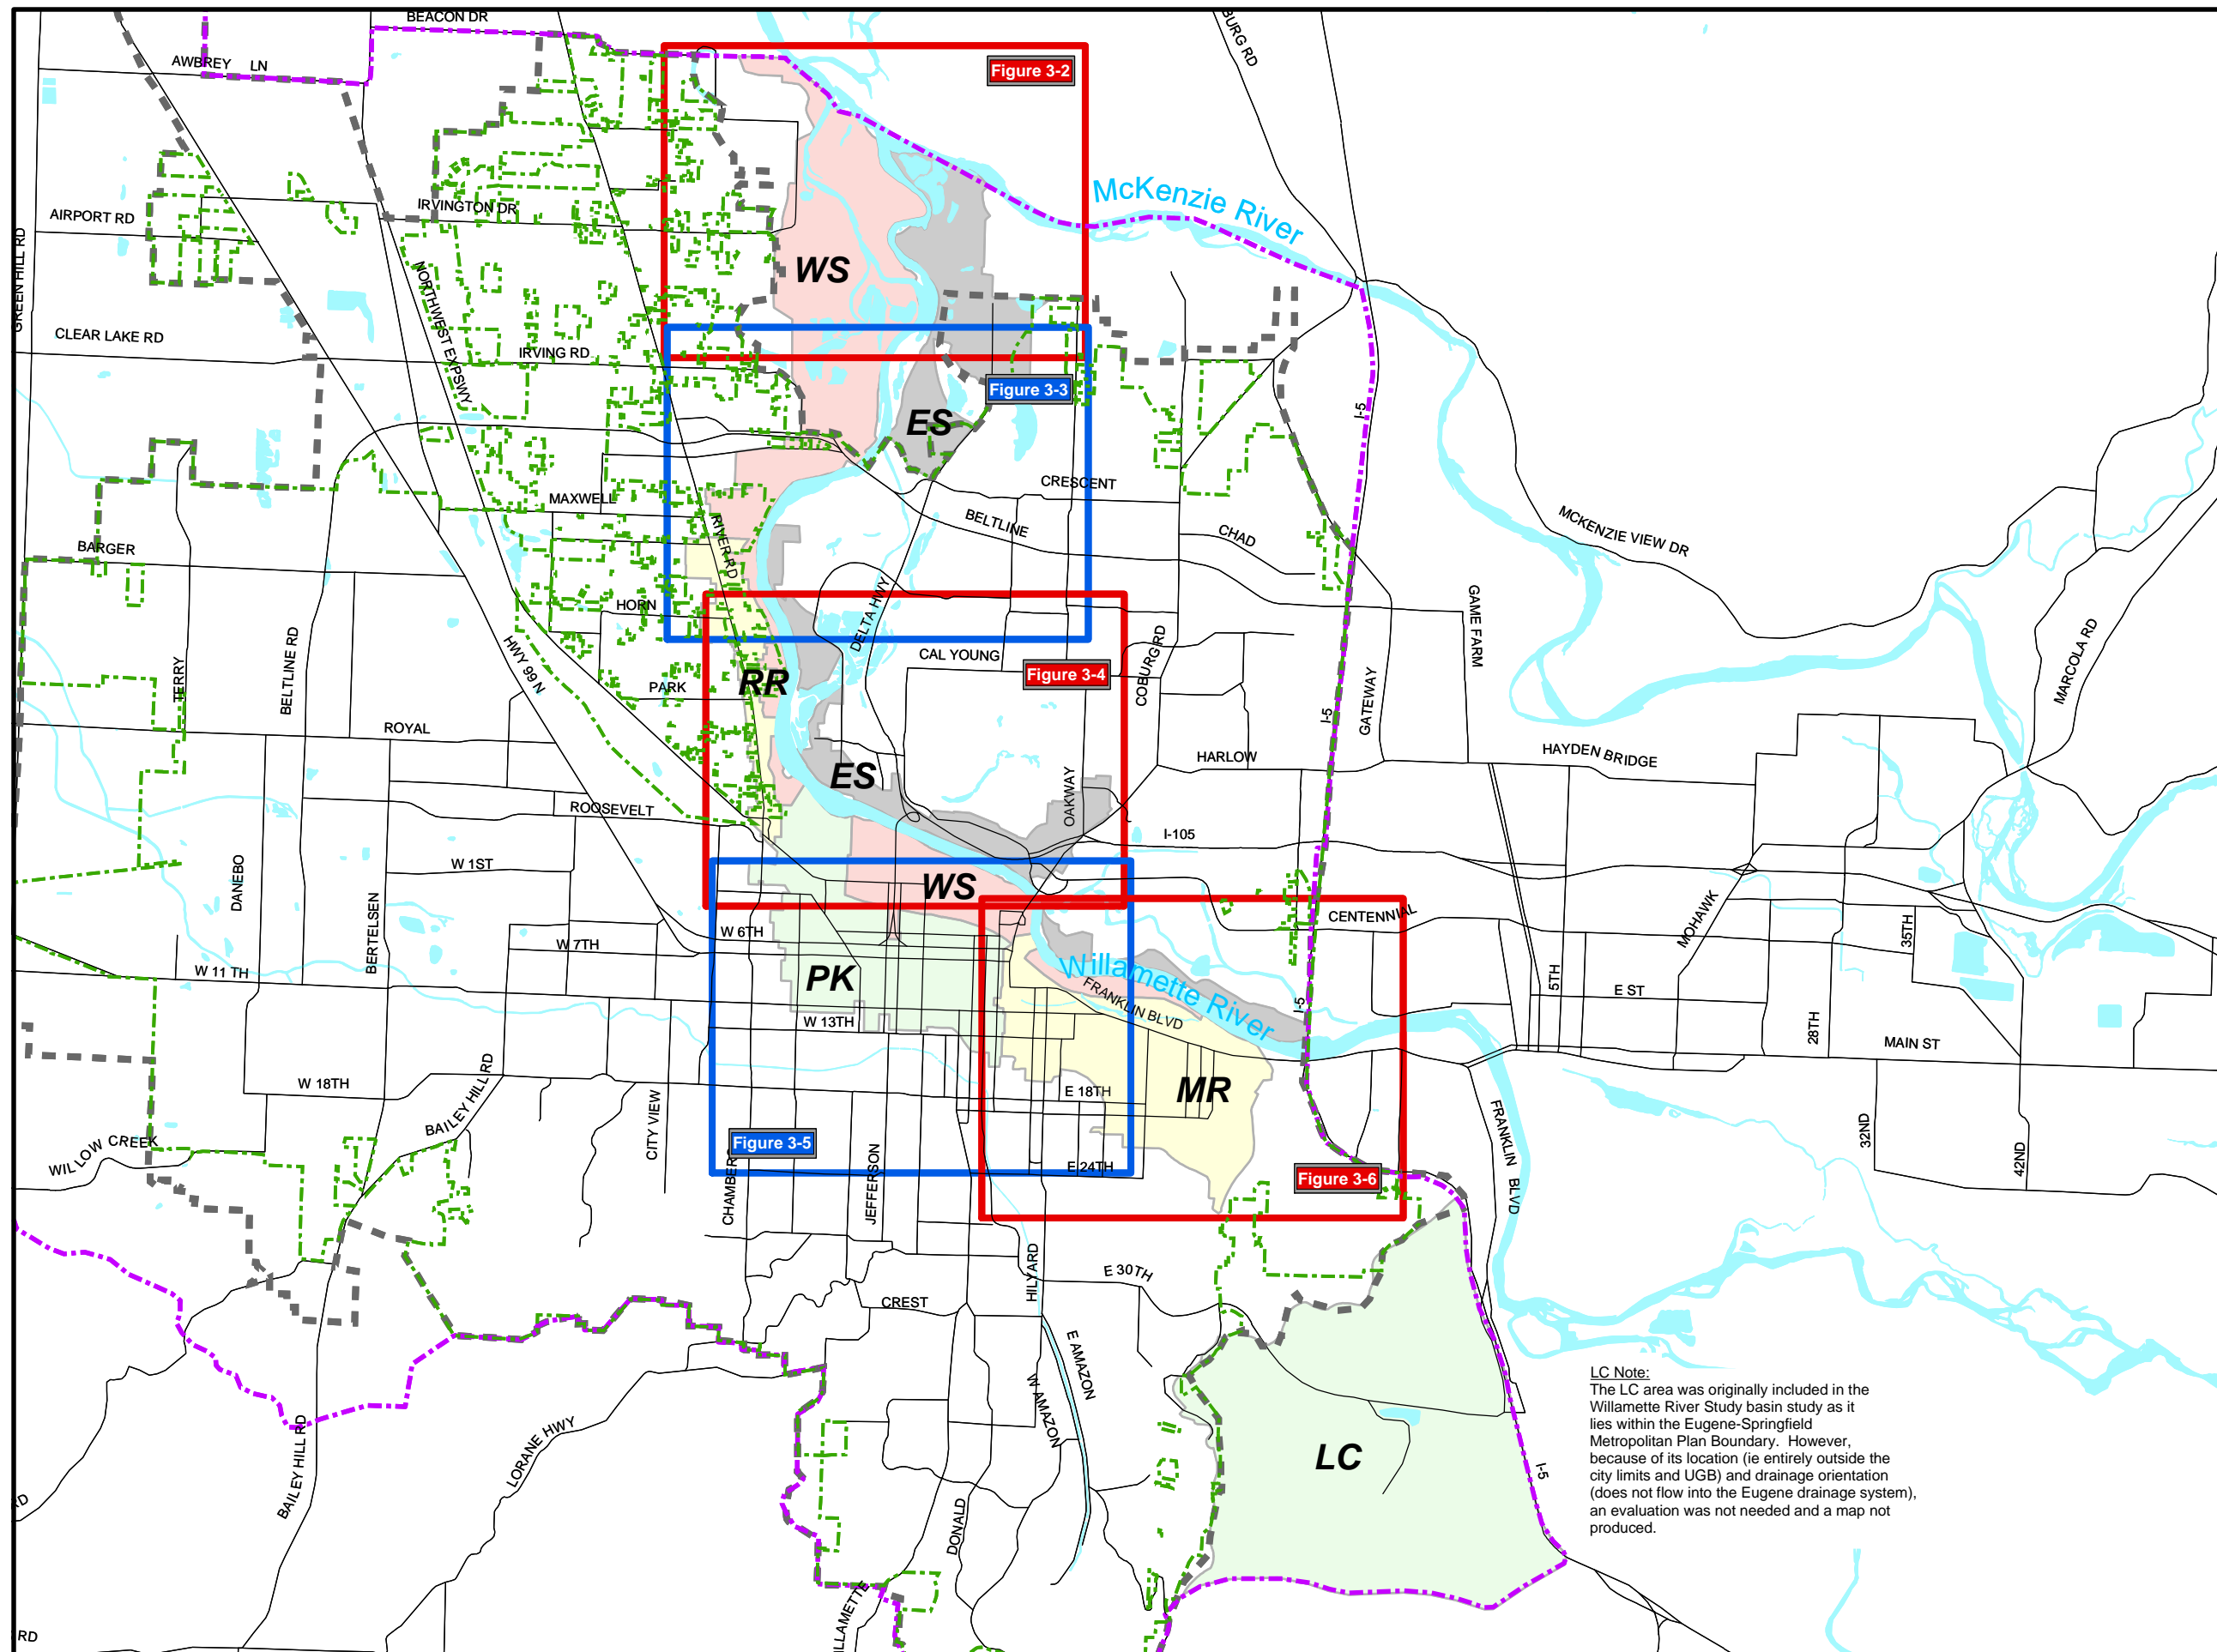 BEACON DR
BURG RD
AWBREY LN
Figure 3-2
McKenzie River
IRVINGTON DR
AIRPORT RD
GREEN HILL RD
NORTHWEST EXPSWY
WS
CLEAR LAKE RD
IRVING RD
Figure 3-3
I-5
ES
CRESCENT
MAXWELL
BELTLINE
RIVER RD
CHAD
MCKENZIE VIEW DR
BARGER
DELTA HWY
HORN
GAME FARM
BELTLINE RD
TERRY
HWY 99 N
CAL YOUNG
COBURG RD
MARCOLA RD
Figure 3-4
RR
PARK
GATEWAY
I-5
ROYAL
HARLOW
HAYDEN BRIDGE
ES
OAKWAY
ROOSEVELT
I-105
W 1ST
DANEBO
WS
BERTELSEN
CENTENNIAL
MOHAWK
35TH
W 6TH
W 7TH
W 11 TH
PK
Willamette River
FRANKLIN BLVD
5TH
E ST
I-5
W 13TH
28TH
MAIN ST
W 18TH
BAILEY HILL RD
CITY VIEW
E 18TH
MR
FRANKLIN BLVD
32ND
42ND
WILLOW CREEK
Figure 3-5
CHAMBERS
JEFFERSON
E 24TH
Figure 3-6
HILYARD
E 30TH
CREST
E AMAZON
W AMAZON
LC Note:
The LC area was originally included in the
Willamette River Study basin study as it
lies within the Eugene-Springfield
Metropolitan Plan Boundary. However,
because of its location (ie entirely outside the
city limits and UGB) and drainage orientation
(does not flow into the Eugene drainage system),
an evaluation was not needed and a map not
produced.
BAILEY HILL RD
LORANE HWY
LC
I-5
RD
DONALD
LLAMETTE
RD